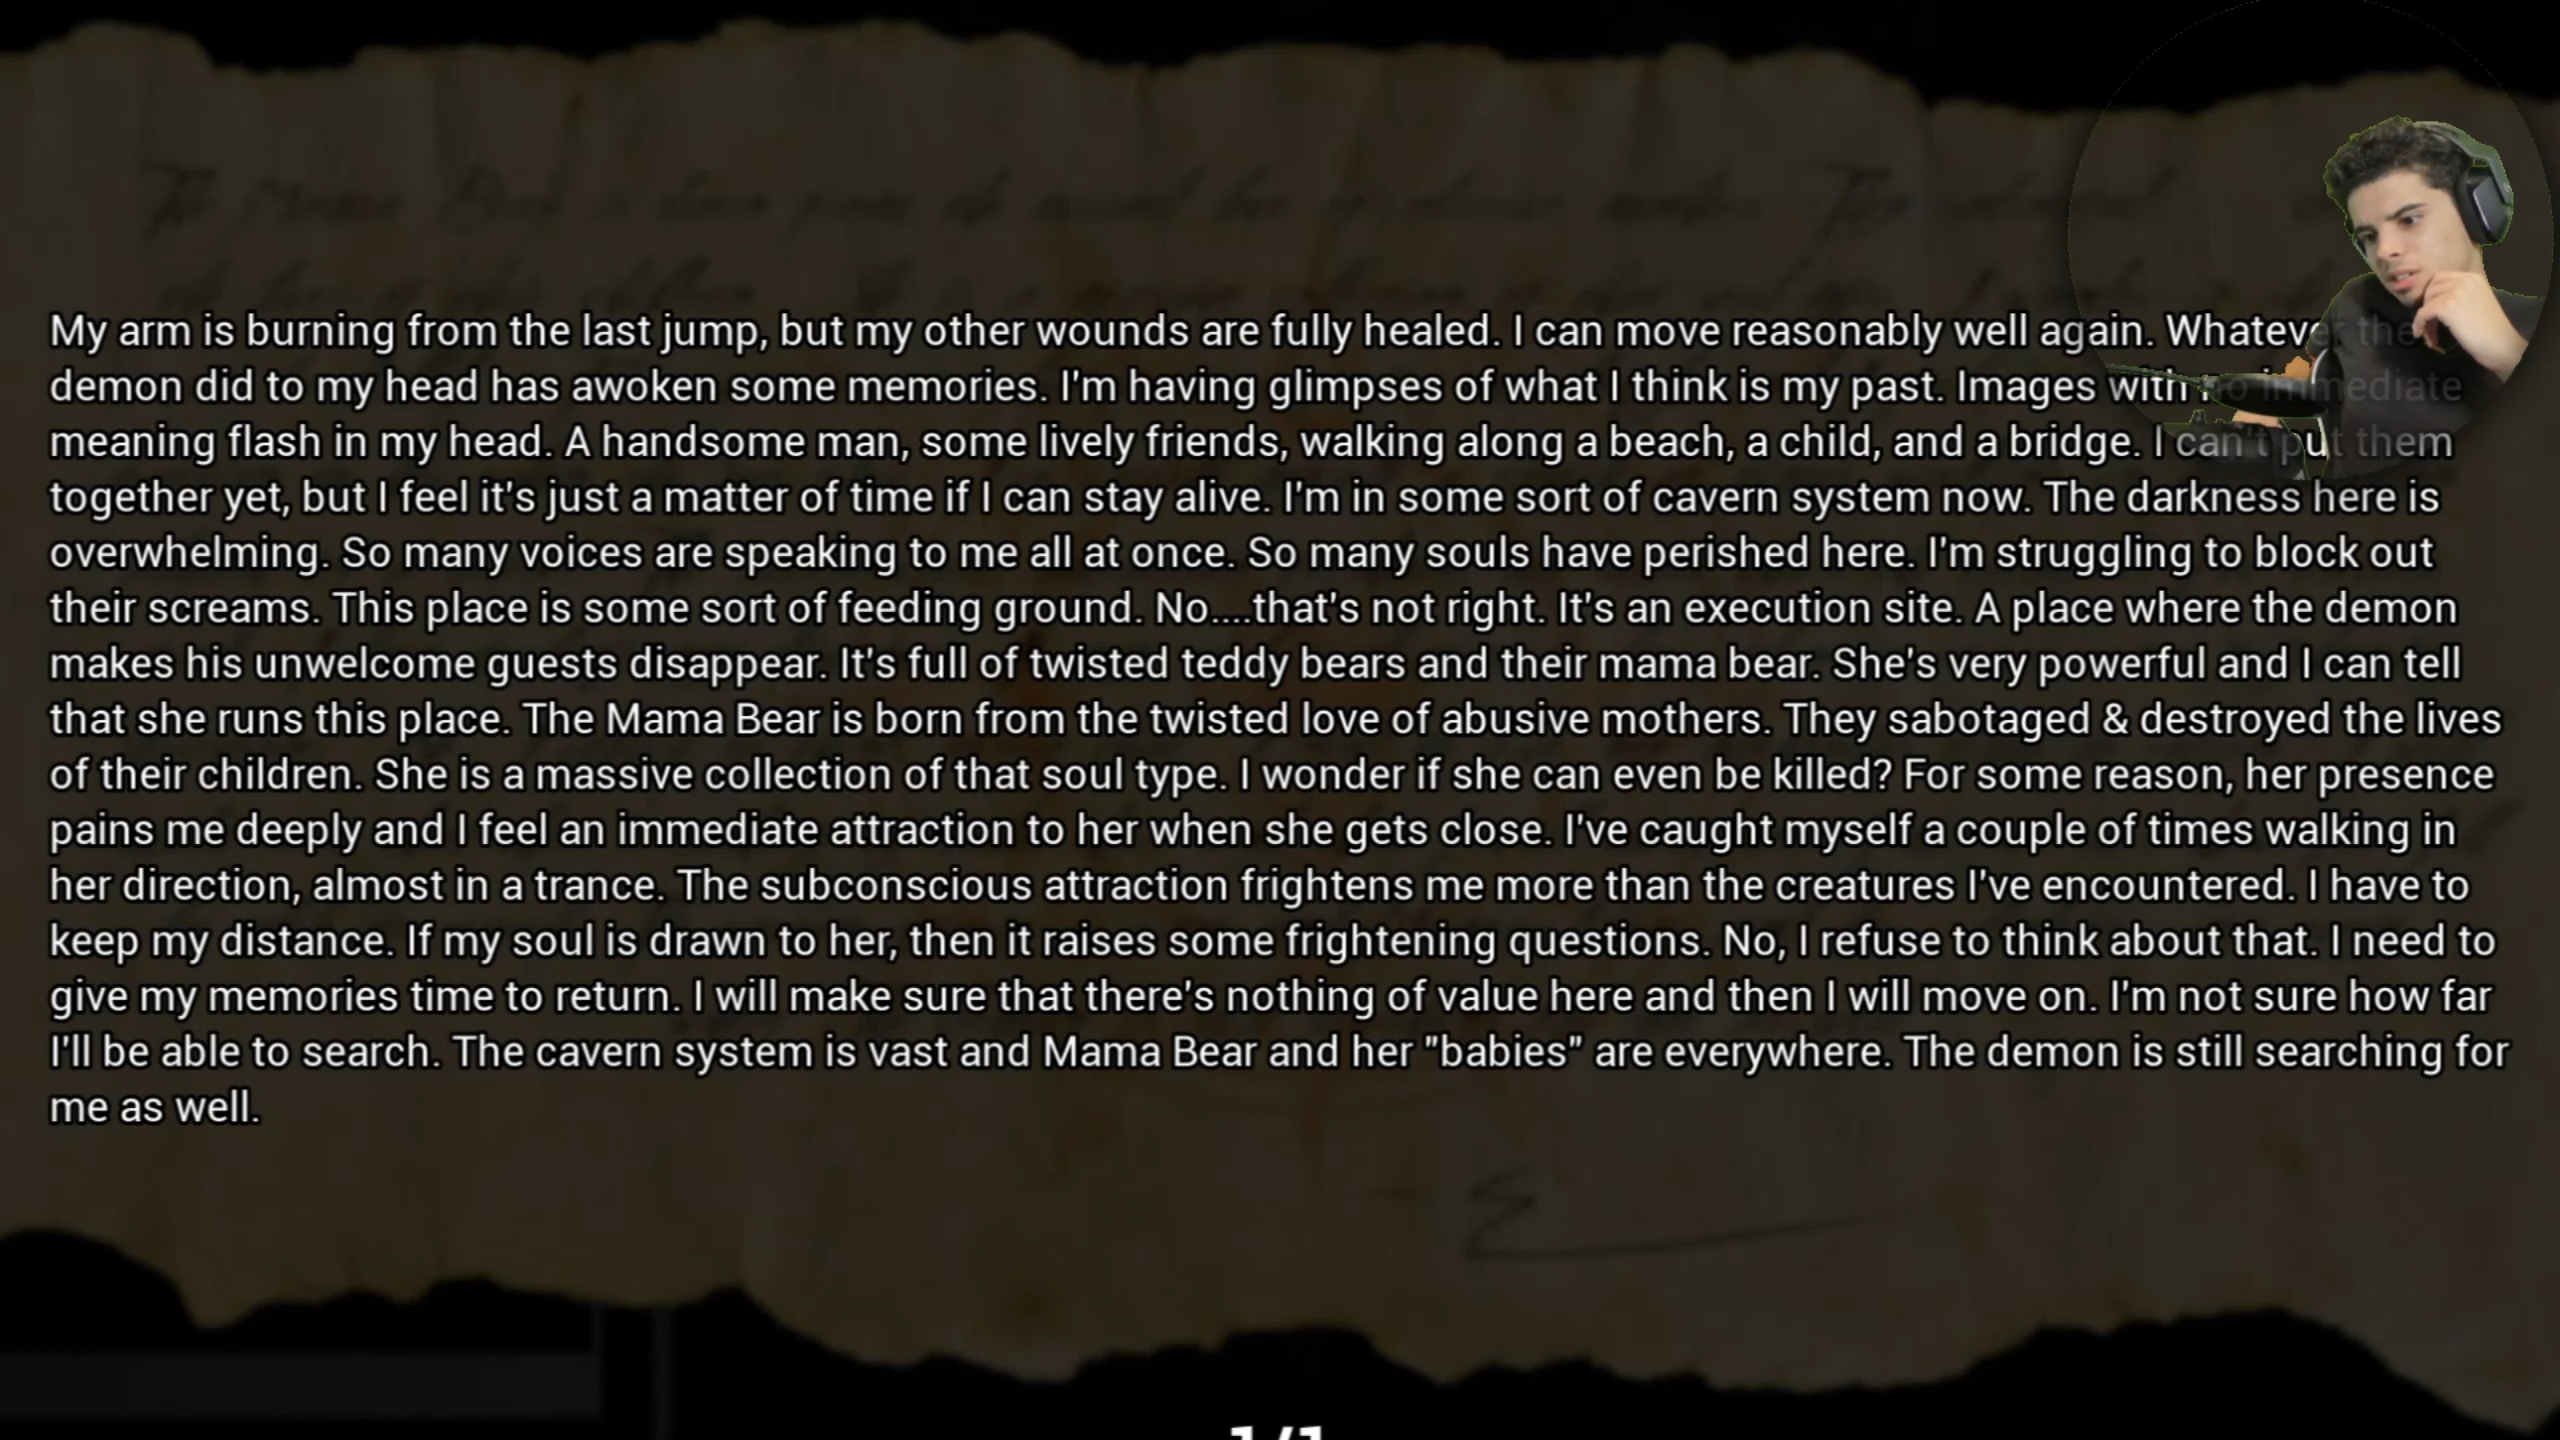 My arm is burning from the last jump, but my other wounds are fully healed. I can move reasonably well again. Whatever the
demon did to my head has awoken some memories. I'm having glimpses of what I think is my past. Images with no immediate
meaning flash in my head. A handsome man, some lively friends, walking along a beach, a child, and a bridge. I can't put them
together yet, but I feel it's just a matter of time if I can stay alive. I'm in some sort of cavern system now. The darkness here is
overwhelming. So many voices are speaking to me all at once. So many souls have perished here. I'm struggling to block out
their screams. This place is some sort of feeding ground. No....that's not right. It's an execution site. A place where the demon
makes his unwelcome guests disappear. It's full of twisted teddy bears and their mama bear. She's very powerful and I can tell
that she runs this place. The Mama Bear is born from the twisted love of abusive mothers. They sabotaged & destroyed the lives
of their children. She is a massive collection of that soul type. I wonder if she can even be killed? For some reason, her presence
pains me deeply and I feel an immediate attraction to her when she gets close. I've caught myself a couple of times walking in
her direction, almost in a trance. The subconscious attraction frightens me more than the creatures I've encountered. I have to
keep my distance. If my soul is drawn to her, then it raises some frightening questions. No, I refuse to think about that. I need to
give my memories time to return. I will make sure that there's nothing of value here and then I will move on. I'm not sure how far
I'll be able to search. The cavern system is vast and Mama Bear and her "babies" are everywhere. The demon is still searching for
me as well.
1/1